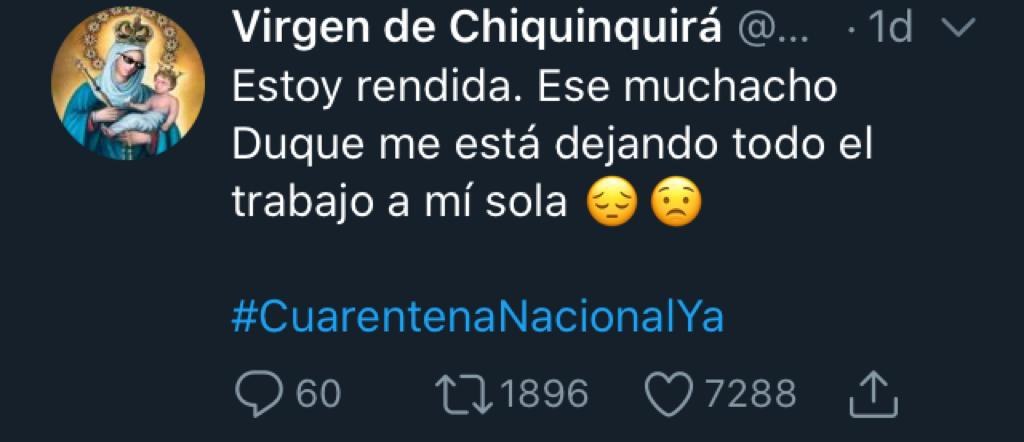 Virgen de Chiquinquirá @... · 1d
Estoy rendida. Ese muchacho
Duque me está dejando todo el
trabajo a mí sola 😔 😟
#CuarentenaNacionalYa
60 1896 7288